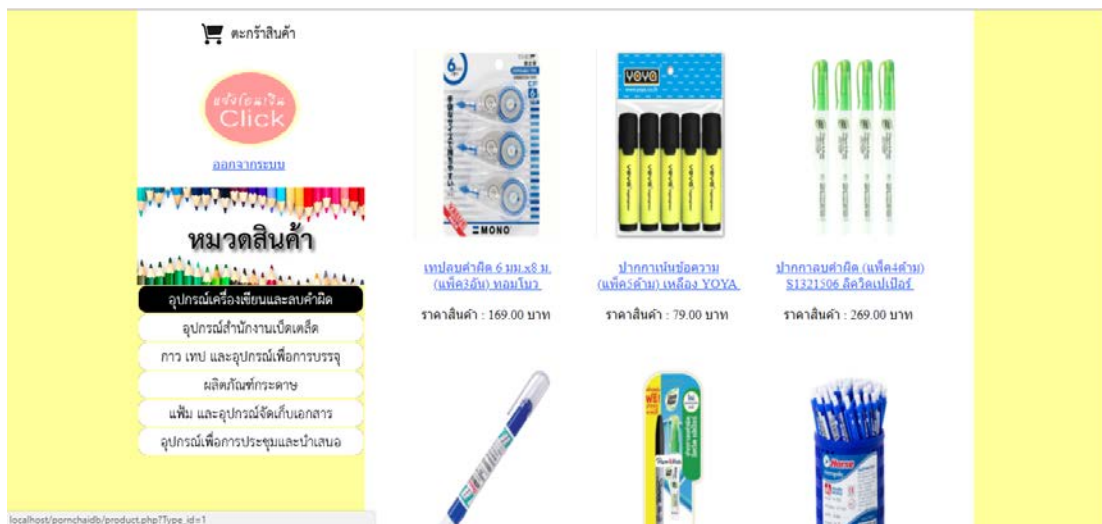 ตะกร้าสินค้า
แจ้งโอนเงิน
Click
ออกจากระบบ
หมวดสินค้า
อุปกรณ์เครื่องเขียนและลบคำผิด
อุปกรณ์สำนักงานเบ็ดเตล็ด
กาว เทป และอุปกรณ์เพื่อการบรรจุ
ผลิตภัณฑ์กระดาษ
แฟ้ม และอุปกรณ์จัดเก็บเอกสาร
อุปกรณ์เพื่อการประชุมและนำเสนอ
6
MONO
YOYA
เทปลบคำผิด 6 มม.x8 ม.
(แพ็ค3อัน) ทอมโบว
ราคาสินค้า : 169.00 บาท
ปากกาเน้นข้อความ
(แพ็ค5ด้าม) เหลือง YOYA
ราคาสินค้า : 79.00 บาท
ปากกาลบคำผิด (แพ็ค4ด้าม)
S1321506 ลิควิดเปเปอร์
ราคาสินค้า : 269.00 บาท
ฟรี!
Horse
localhost/pornchaidb/product.php?Type_id=1